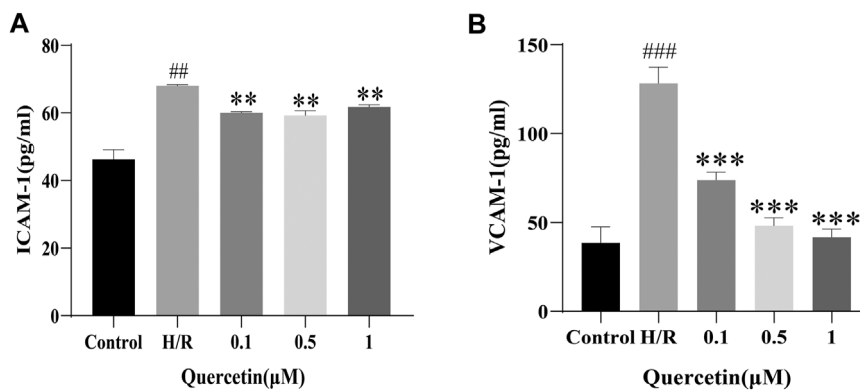 A
ICAM-1(pg/ml)
80
60
40
20
0
##
**
**
**
Control H/R 0.1 0.5 1
Quercetin(μM)
B
VCAM-1(pg/ml)
150
100
50
0
###
***
***
***
Control H/R 0.1 0.5 1
Quercetin(μM)